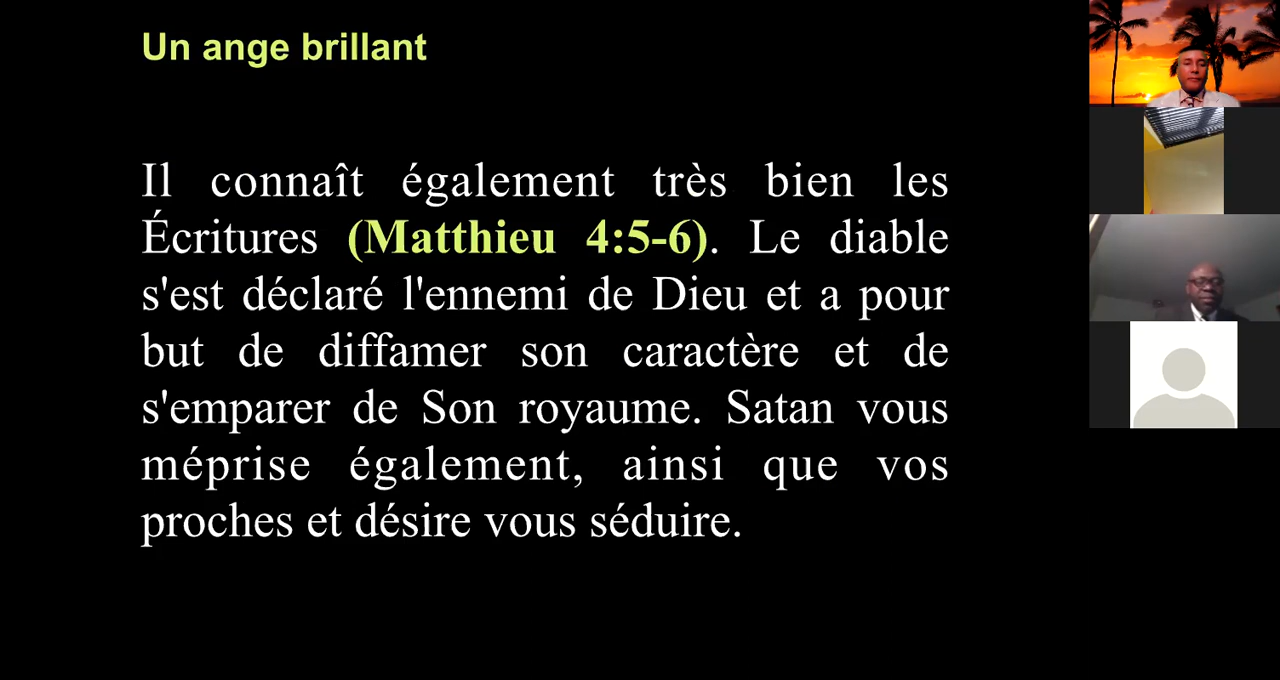 Un ange brillant
Il connaît également très bien les
Écritures (Matthieu 4:5-6). Le diable
s'est déclaré l'ennemi de Dieu et a pour
but de diffamer son caractère et de
s'emparer de Son royaume. Satan vous
méprise également, ainsi que vos
proches et désire vous séduire.